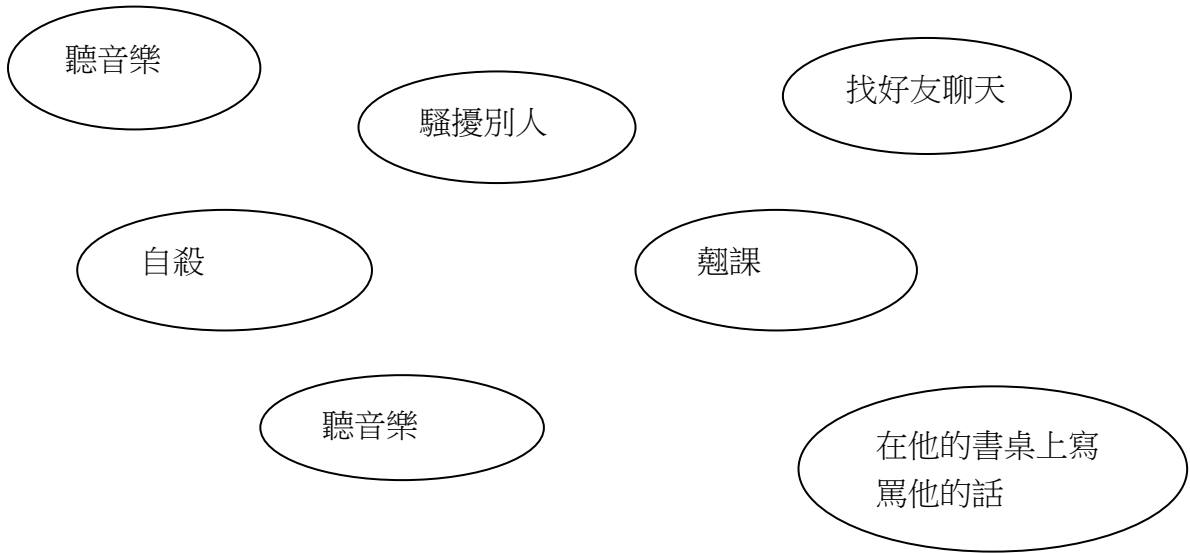 聽音樂
騷擾別人
找好友聊天
自殺
翹課
聽音樂
在他的書桌上寫
罵他的話